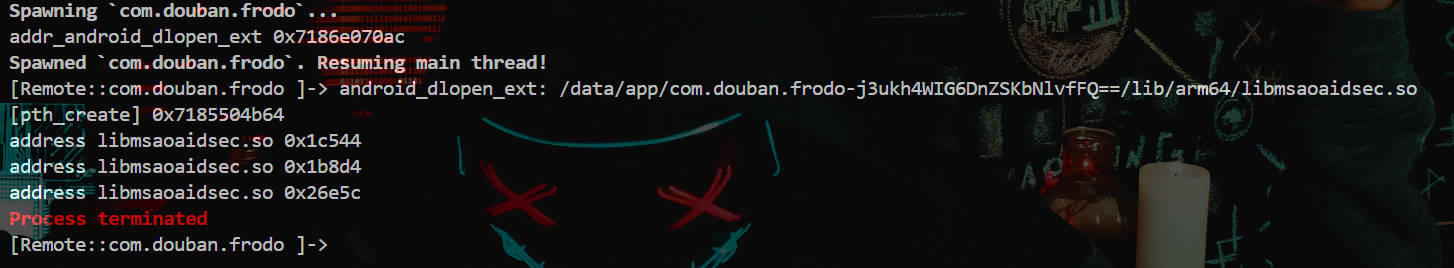 Spawning `com.douban.frodo`...
addr_android_dlopen_ext 0x7186e070ac
Spawned `com.douban.frodo`. Resuming main thread!
[Remote::com.douban.frodo ]-> android_dlopen_ext: /data/app/com.douban.frodo-j3ukh4WIG6DnZSKbNlvfFQ==/lib/arm64/libmsaoaidsec.so
[pth_create] 0x7185504b64
address libmsaoaidsec.so 0x1c544
address libmsaoaidsec.so 0x1b8d4
address libmsaoaidsec.so 0x26e5c
Process terminated
[Remote::com.douban.frodo ]->